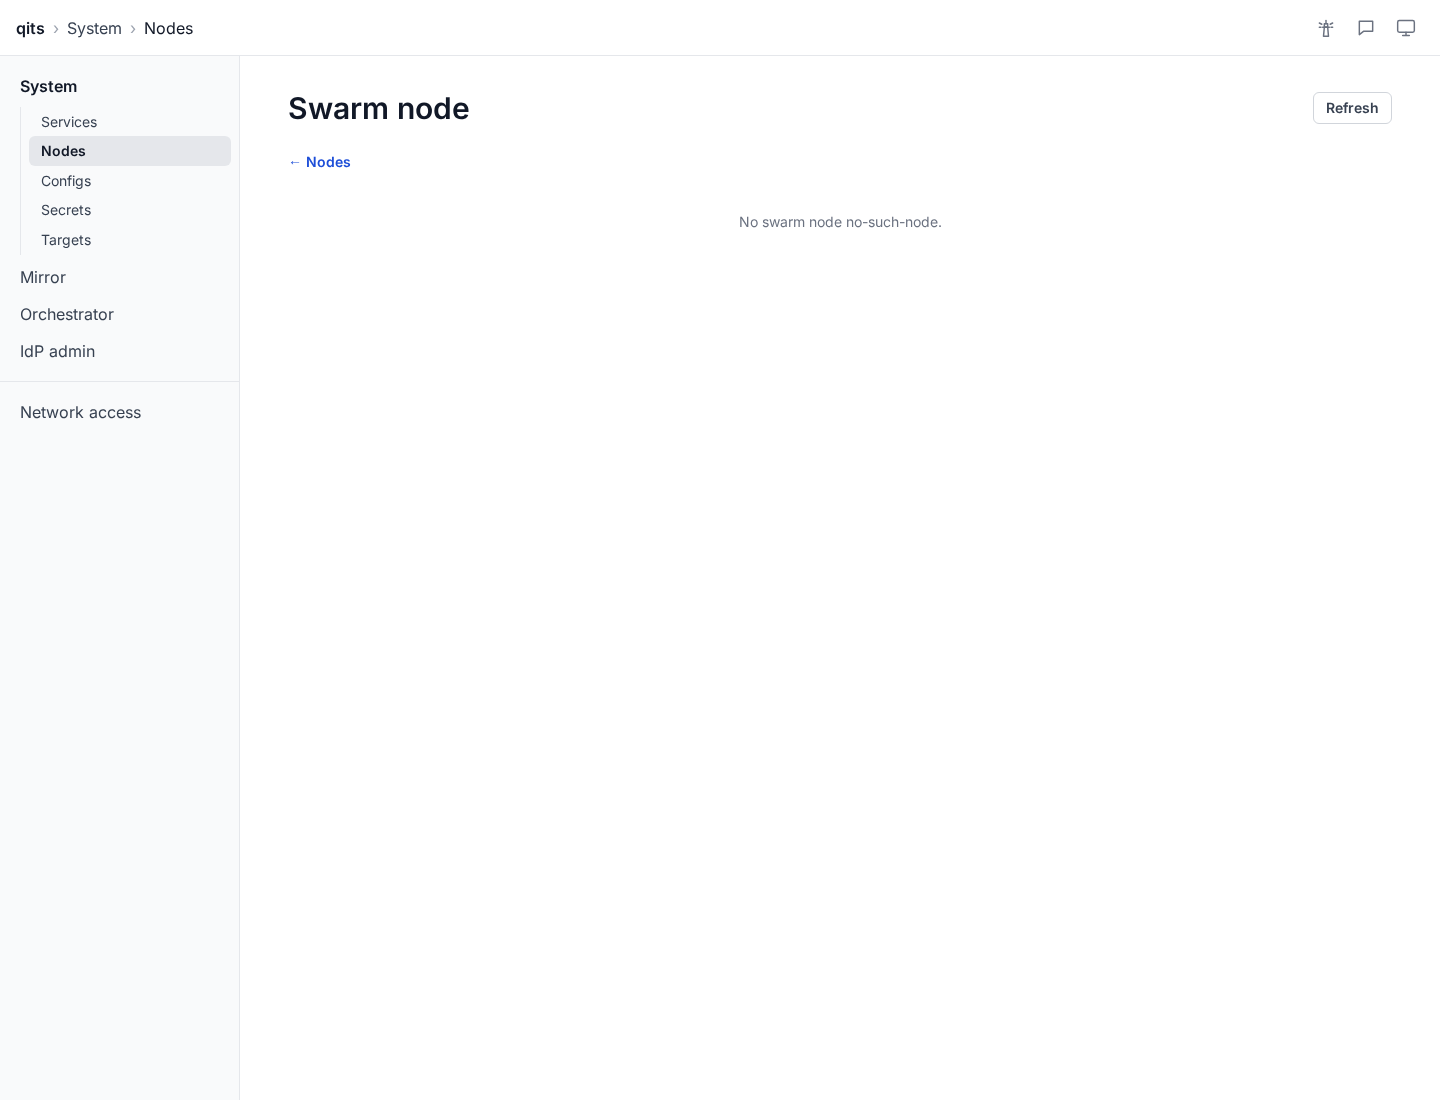 qits › System › Nodes
System
Services
Nodes
Configs
Secrets
Targets
Mirror
Orchestrator
IdP admin
Network access
Swarm node
Refresh
← Nodes
No swarm node no-such-node.